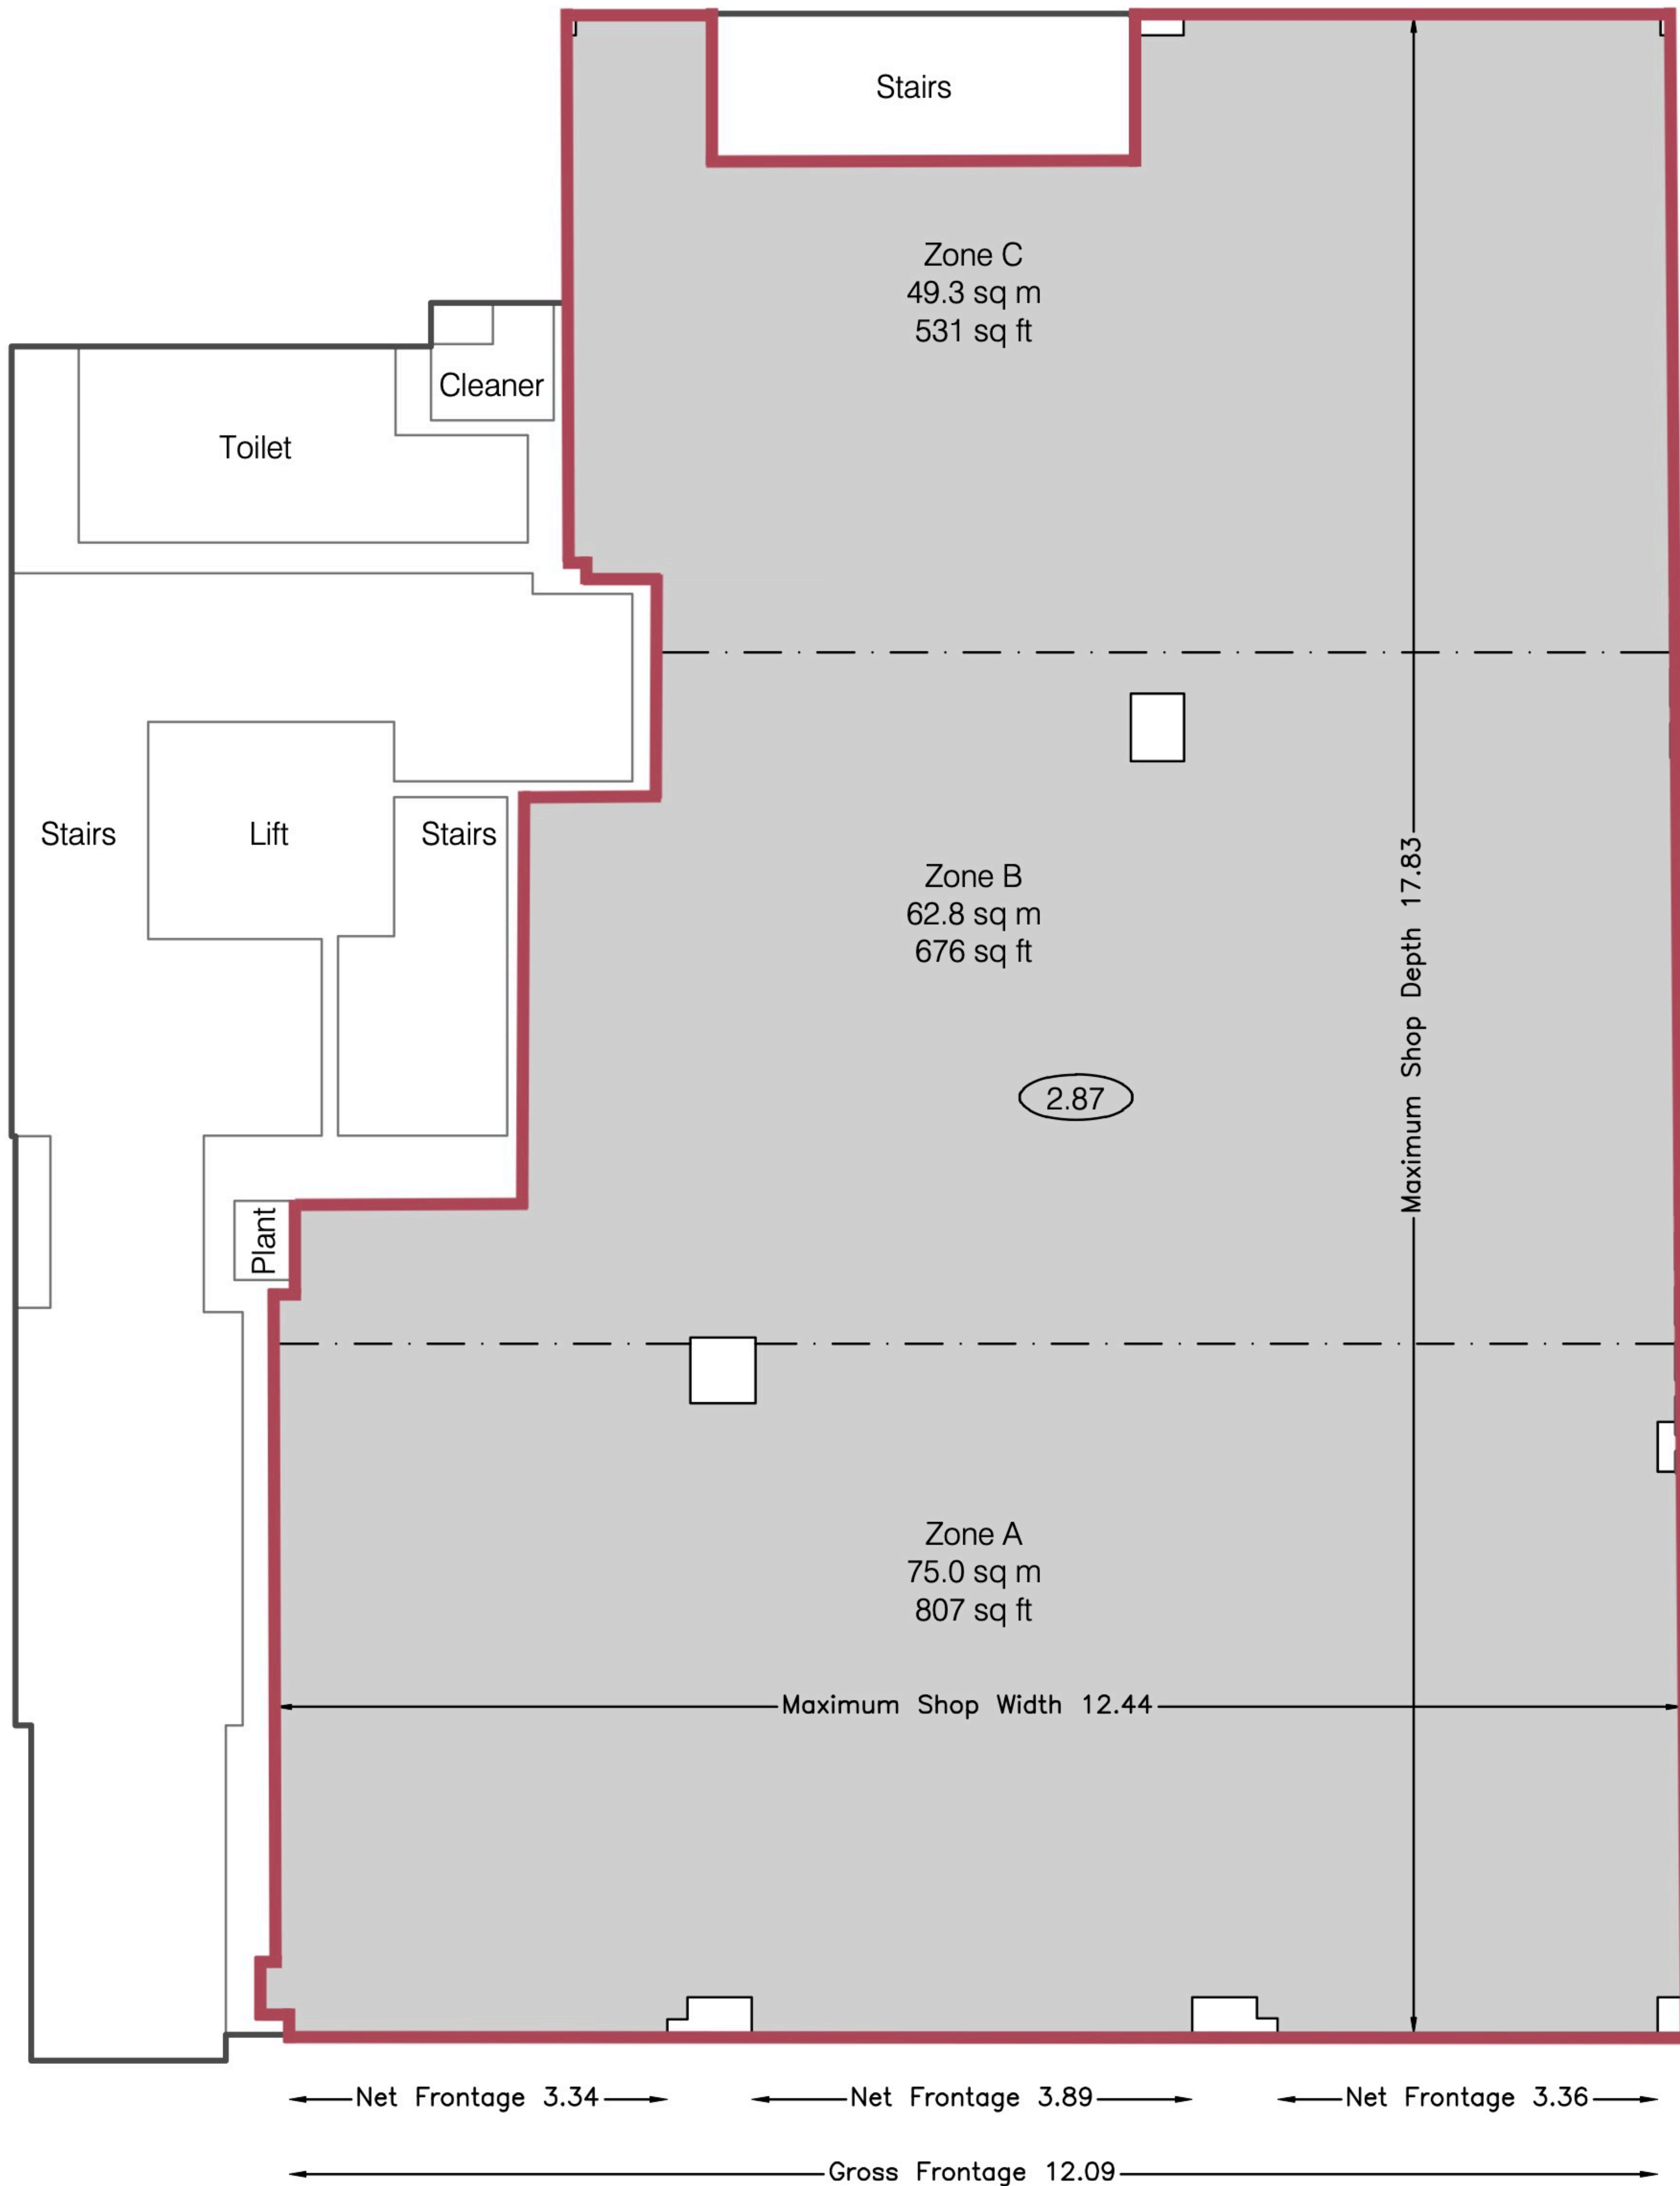 Stairs
Zone C
49.3 sq m
531 sq ft
Cleaner
Toilet
Stairs
Lift
Stairs
Zone B
62.8 sq m
676 sq ft
Maximum Shop Depth 17.83
2.87
Plant
Zone A
75.0 sq m
807 sq ft
Maximum Shop Width 12.44
Net Frontage 3.34
Net Frontage 3.89
Net Frontage 3.36
Gross Frontage 12.09